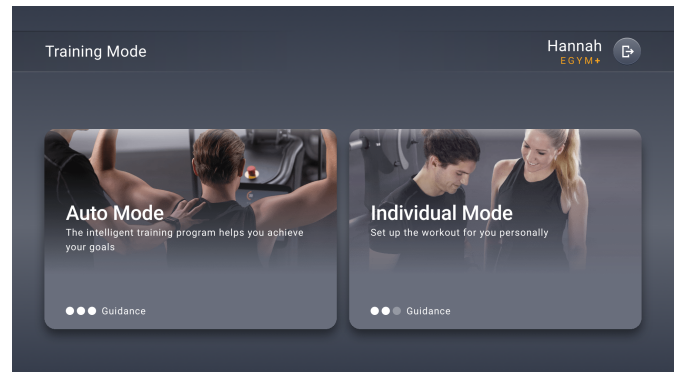 Training Mode
Hannah
EGYM+
Auto Mode
The intelligent training program helps you achieve
your goals
Guidance
Individual Mode
Set up the workout for you personally
Guidance